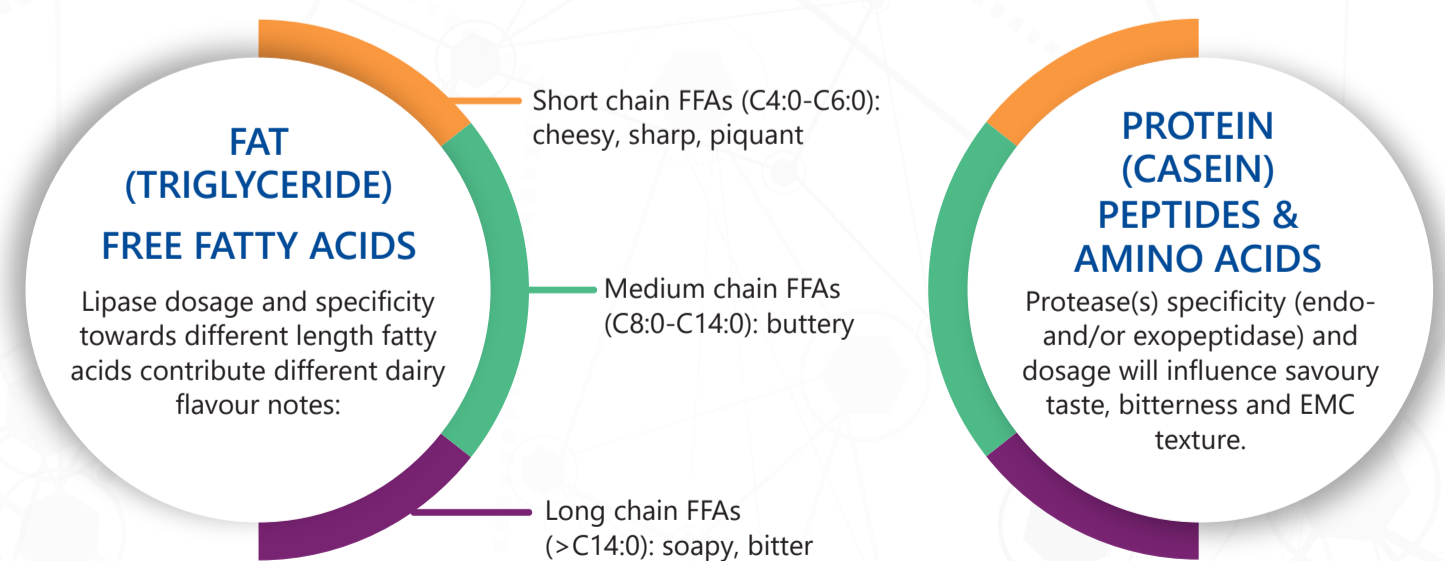 FAT
(TRIGLYCERIDE)
FREE FATTY ACIDS
Lipase dosage and specificity
towards different length fatty
acids contribute different dairy
flavour notes:
Short chain FFAs (C4:0-C6:0):
cheesy, sharp, piquant
Medium chain FFAs
(C8:0-C14:0): buttery
Long chain FFAs
(>C14:0): soapy, bitter
PROTEIN
(CASEIN)
PEPTIDES &
AMINO ACIDS
Protease(s) specificity (endo-
and/or exopeptidase) and
dosage will influence savoury
taste, bitterness and EMC
texture.